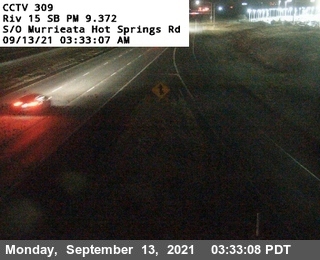 CCTV 309
Riv 15 SB PM 9.372
S/O Murrieata Hot Springs Rd
09/13/21 03:33:07 AM
Monday, September 13, 2021 03:33:08 PDT